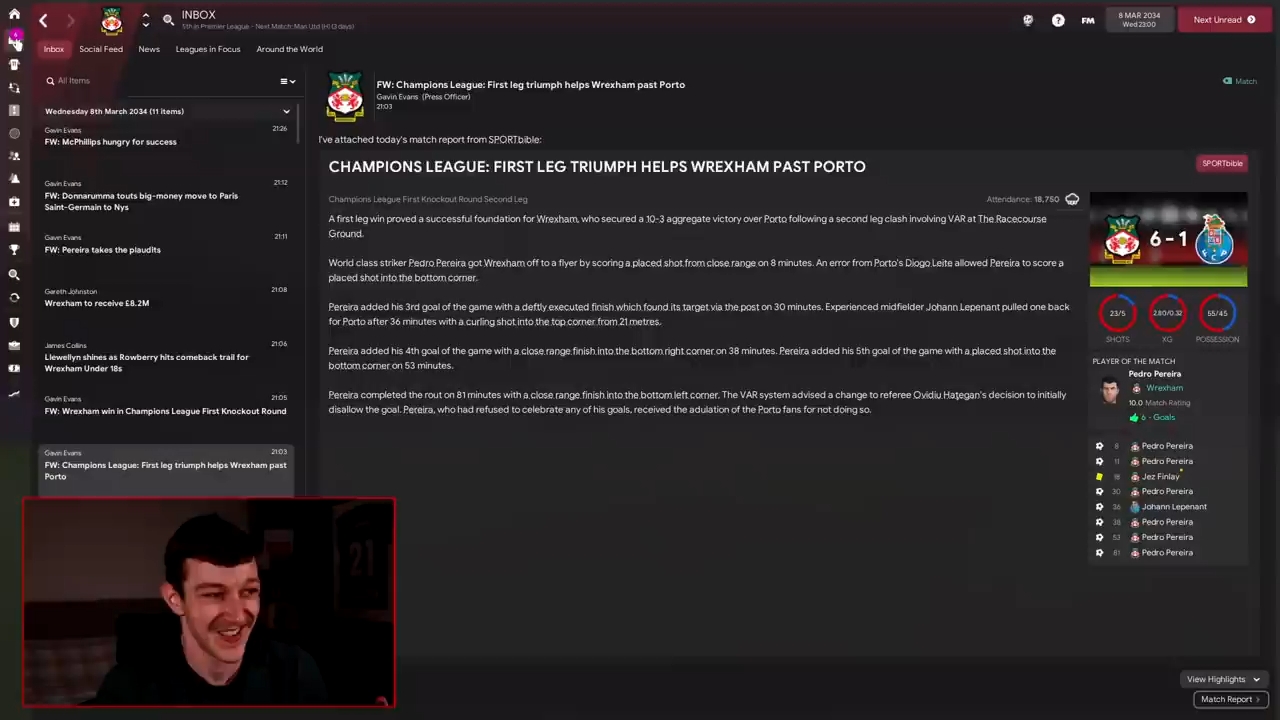 INBOX
5th in Premier League - Next Match: Man Utd (H) (3 days)
FM
8 MAR 2034
Wed 23:00
Next Unread
Inbox
Social Feed
News
Leagues in Focus
Around the World
All Items
Wednesday 8th March 2034 (11 items)
Gavin Evans
21:26
FW: McPhillips hungry for success
Gavin Evans
21:12
FW: Donnarumma touts big-money move to Paris
Saint-Germain to Nys
Gavin Evans
21:11
FW: Pereira takes the plaudits
Gareth Johnston
21:08
Wrexham to receive £8.2M
James Collins
21:06
Llewellyn shines as Rowberry hits comeback trail for
Wrexham Under 18s
Gavin Evans
21:05
FW: Wrexham win in Champions League First Knockout Round
Gavin Evans
21:03
FW: Champions League: First leg triumph helps Wrexham past
Porto
FW: Champions League: First leg triumph helps Wrexham past Porto
Gavin Evans (Press Officer)
21:03
Match
I've attached today's match report from SPORTbible:
CHAMPIONS LEAGUE: FIRST LEG TRIUMPH HELPS WREXHAM PAST PORTO
SPORTbible
Champions League First Knockout Round Second Leg
Attendance: 18,750
A first leg win proved a successful foundation for Wrexham, who secured a 10-3 aggregate victory over Porto following a second leg clash involving VAR at The Racecourse
Ground.
World class striker Pedro Pereira got Wrexham off to a flyer by scoring a placed shot from close range on 8 minutes. An error from Porto's Diogo Leite allowed Pereira to score a
placed shot into the bottom corner.
Pereira added his 3rd goal of the game with a deftly executed finish which found its target via the post on 30 minutes. Experienced midfielder Johann Lepenant pulled one back
for Porto after 36 minutes with a curling shot into the top corner from 21 metres.
Pereira added his 4th goal of the game with a close range finish into the bottom right corner on 38 minutes. Pereira added his 5th goal of the game with a placed shot into the
bottom corner on 53 minutes.
Pereira completed the rout on 81 minutes with a close range finish into the bottom left corner. The VAR system advised a change to referee Ovidiu Hategan's decision to initially
disallow the goal. Pereira, who had refused to celebrate any of his goals, received the adulation of the Porto fans for not doing so.
6 - 1
23/5
2.80/0.32
55/45
SHOTS
XG
POSSESSION
PLAYER OF THE MATCH
Pedro Pereira
Wrexham
10.0 Match Rating
6 - Goals
8 Pedro Pereira
11 Pedro Pereira
Jez Finlay
30 Pedro Pereira
36 Johann Lepenant
38 Pedro Pereira
53 Pedro Pereira
81 Pedro Pereira
21
View Highlights
Match Report